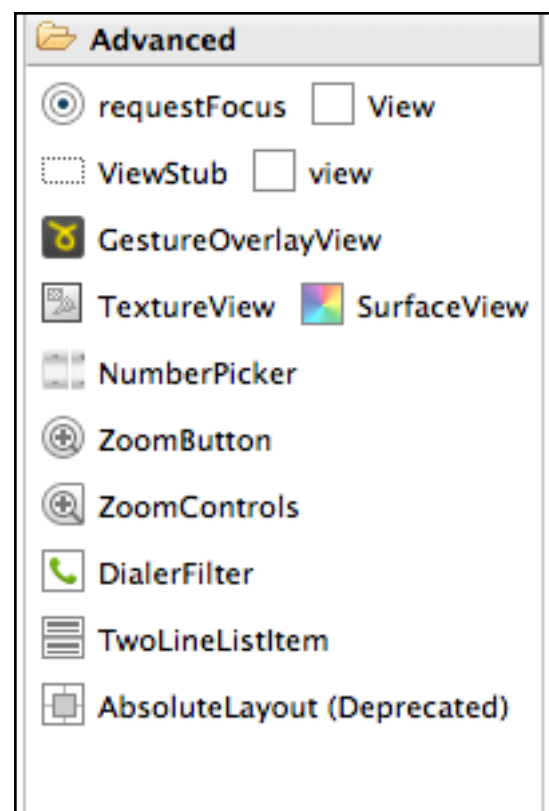 Advanced
requestFocus View
ViewStub view
GestureOverlayView
TextureView SurfaceView
NumberPicker
ZoomButton
ZoomControls
DialerFilter
TwoLineListItem
AbsoluteLayout (Deprecated)